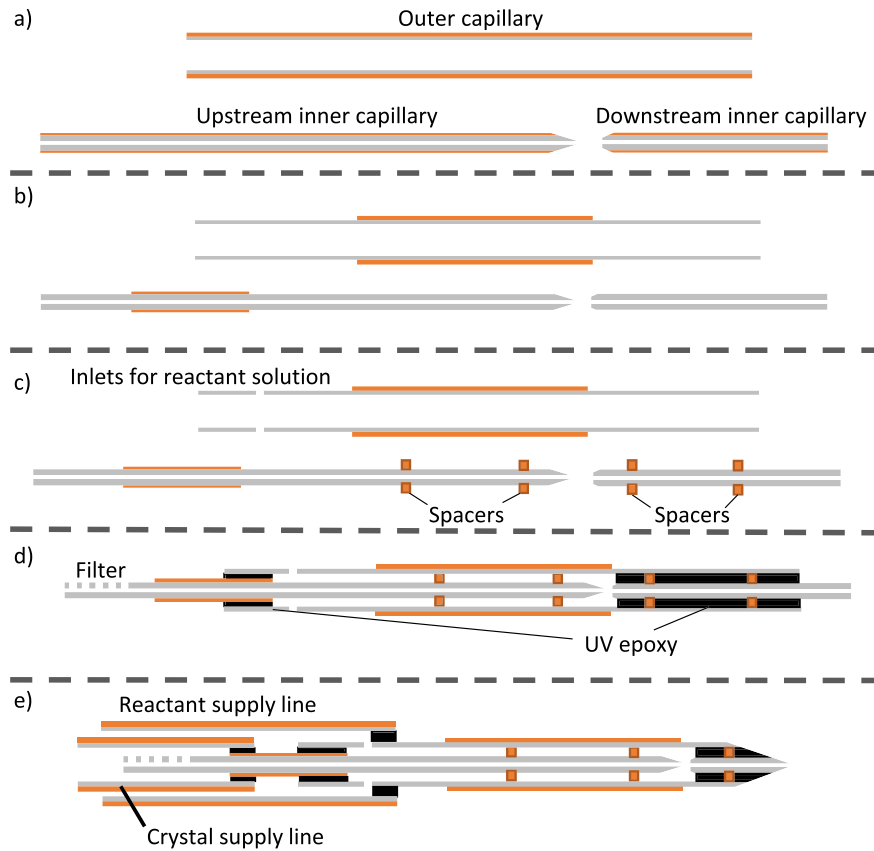 a)
Outer capillary
Upstream inner capillary
Downstream inner capillary
b)
c)
Inlets for reactant solution
Spacers
Spacers
d)
Filter
UV epoxy
e)
Reactant supply line
Crystal supply line